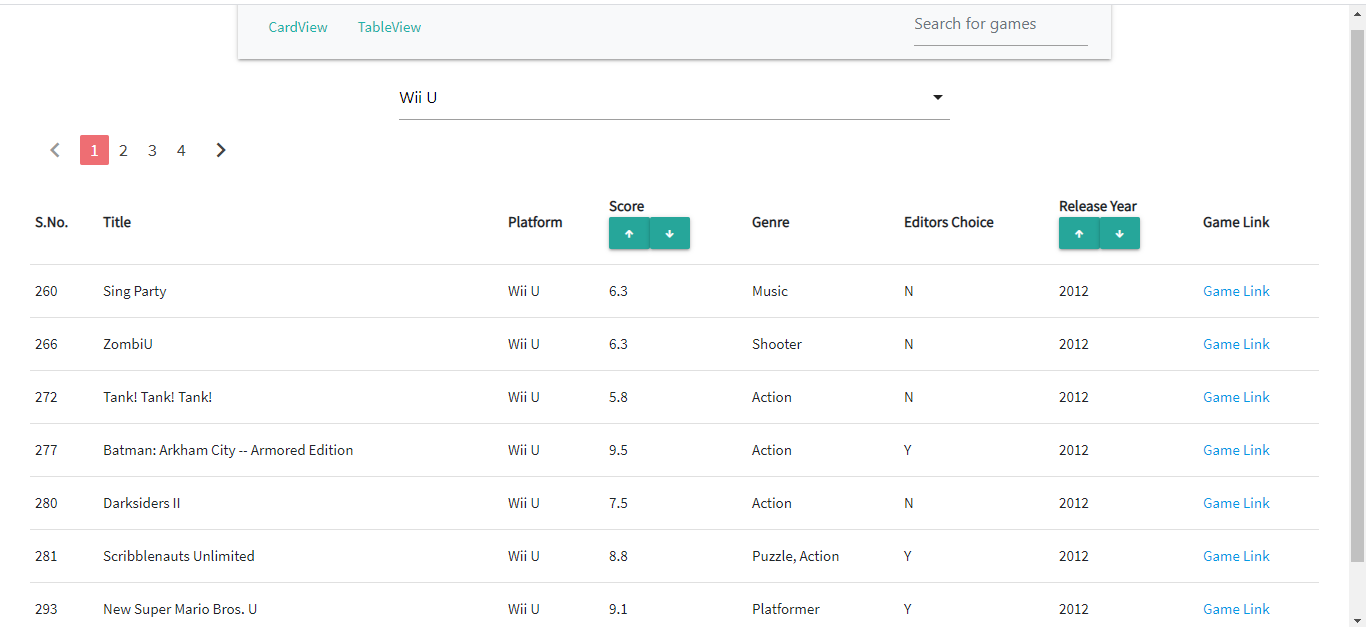 CardView TableView Search for games
Wii U
1 2 3 4
S.No. Title Platform Score Genre Editors Choice Release Year Game Link
260 Sing Party Wii U 6.3 Music N 2012 Game Link
266 ZombiU Wii U 6.3 Shooter N 2012 Game Link
272 Tank! Tank! Tank! Wii U 5.8 Action N 2012 Game Link
277 Batman: Arkham City -- Armored Edition Wii U 9.5 Action Y 2012 Game Link
280 Darksiders II Wii U 7.5 Action N 2012 Game Link
281 Scribblenauts Unlimited Wii U 8.8 Puzzle, Action Y 2012 Game Link
293 New Super Mario Bros. U Wii U 9.1 Platformer Y 2012 Game Link